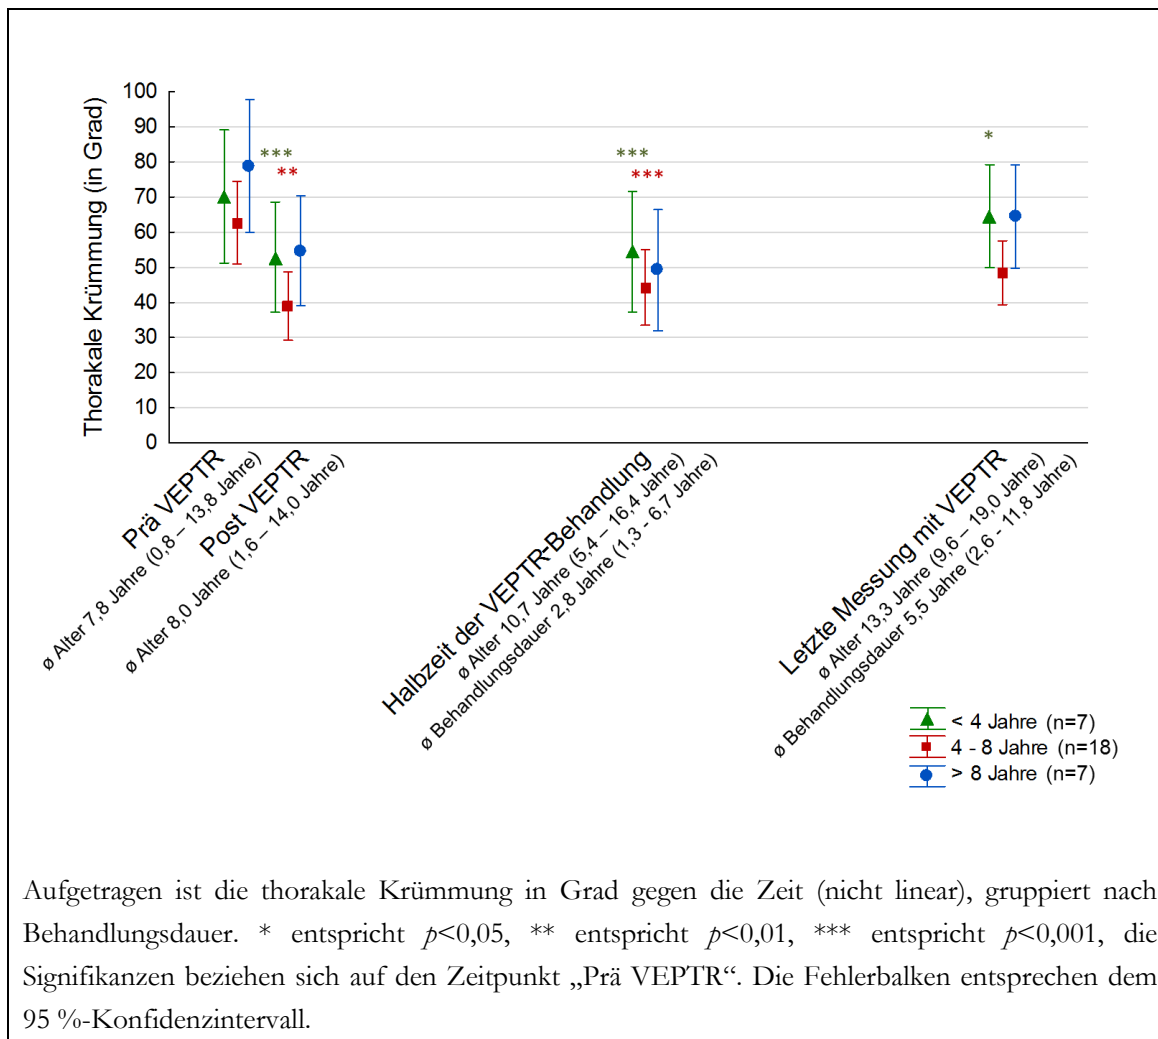 Thorakale Krümmung (in Grad)
100
90
80
70
60
50
40
30
20
10
0
***
**
***
***
*
Prä VEPTR
ø Alter 7,8 Jahre (0,8 – 13,8 Jahre)
Post VEPTR
ø Alter 8,0 Jahre (1,6 – 14,0 Jahre)
Halbzeit der VEPTR-Behandlung
ø Alter 10,7 Jahre (5,4 – 16,4 Jahre)
ø Behandlungsdauer 2,8 Jahre (1,3 - 6,7 Jahre)
Letzte Messung mit VEPTR
ø Alter 13,3 Jahre (9,6 – 19,0 Jahre)
ø Behandlungsdauer 5,5 Jahre (2,6 - 11,8 Jahre)
< 4 Jahre (n=7)
4 - 8 Jahre (n=18)
> 8 Jahre (n=7)
Aufgetragen ist die thorakale Krümmung in Grad gegen die Zeit (nicht linear), gruppiert nach
Behandlungsdauer. * entspricht p<0,05, ** entspricht p<0,01, *** entspricht p<0,001, die
Signifikanzen beziehen sich auf den Zeitpunkt „Prä VEPTR“. Die Fehlerbalken entsprechen dem
95 %-Konfidenzintervall.